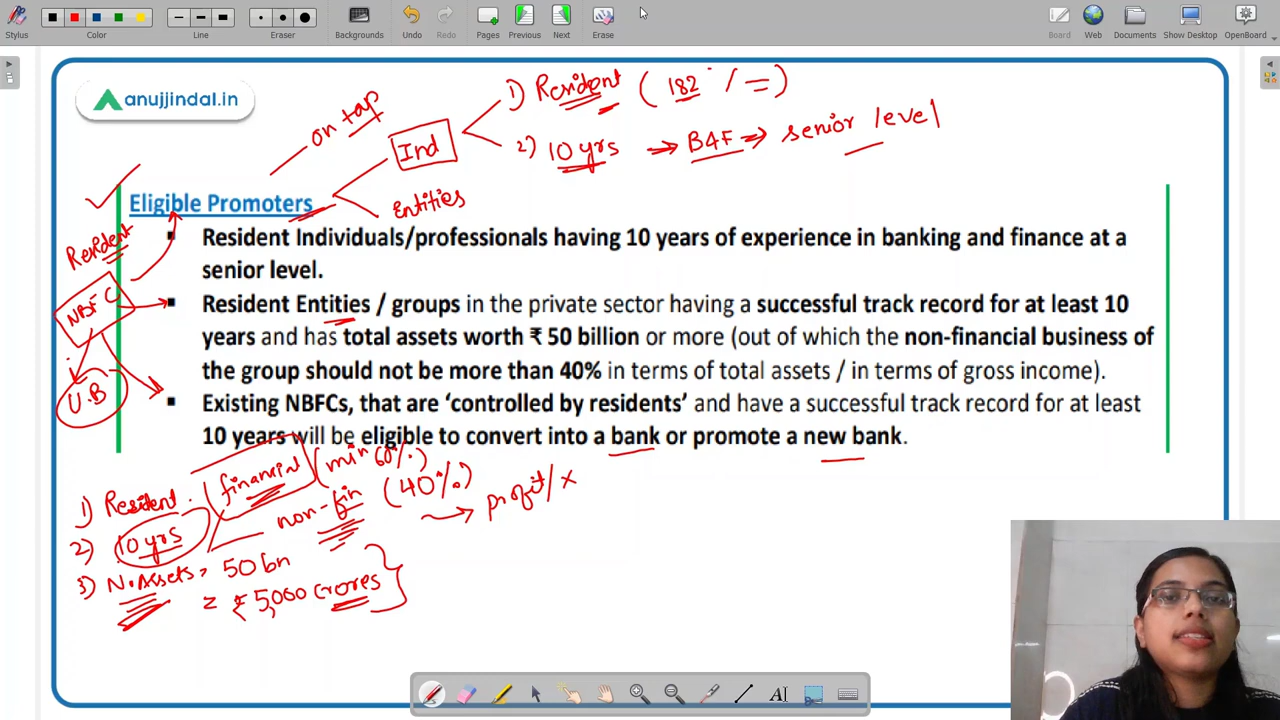 Stylus
Color
Line
Eraser
Backgrounds
Undo
Redo
Pages
Previous
Next
Erase
Board
Web
Documents
Show Desktop
OpenBoard
anujjindal.in
on tap
Ind
1) Resident (182 / =)
2) 10 yrs → B&F → senior level
Entities
Eligible Promoters
Resident
NBFC
U.B
▪ Resident Individuals/professionals having 10 years of experience in banking and finance at a
senior level.
▪ Resident Entities / groups in the private sector having a successful track record for at least 10
years and has total assets worth ₹ 50 billion or more (out of which the non-financial business of
the group should not be more than 40% in terms of total assets / in terms of gross income).
▪ Existing NBFCs, that are ‘controlled by residents’ and have a successful track record for at least
10 years will be eligible to convert into a bank or promote a new bank.
1) Resident.
financial (min 60%)
2) 10 yrs
non-fin (40%)
→ profit/x
3) N.Assets = 50 bn
= ₹ 5,000 crores